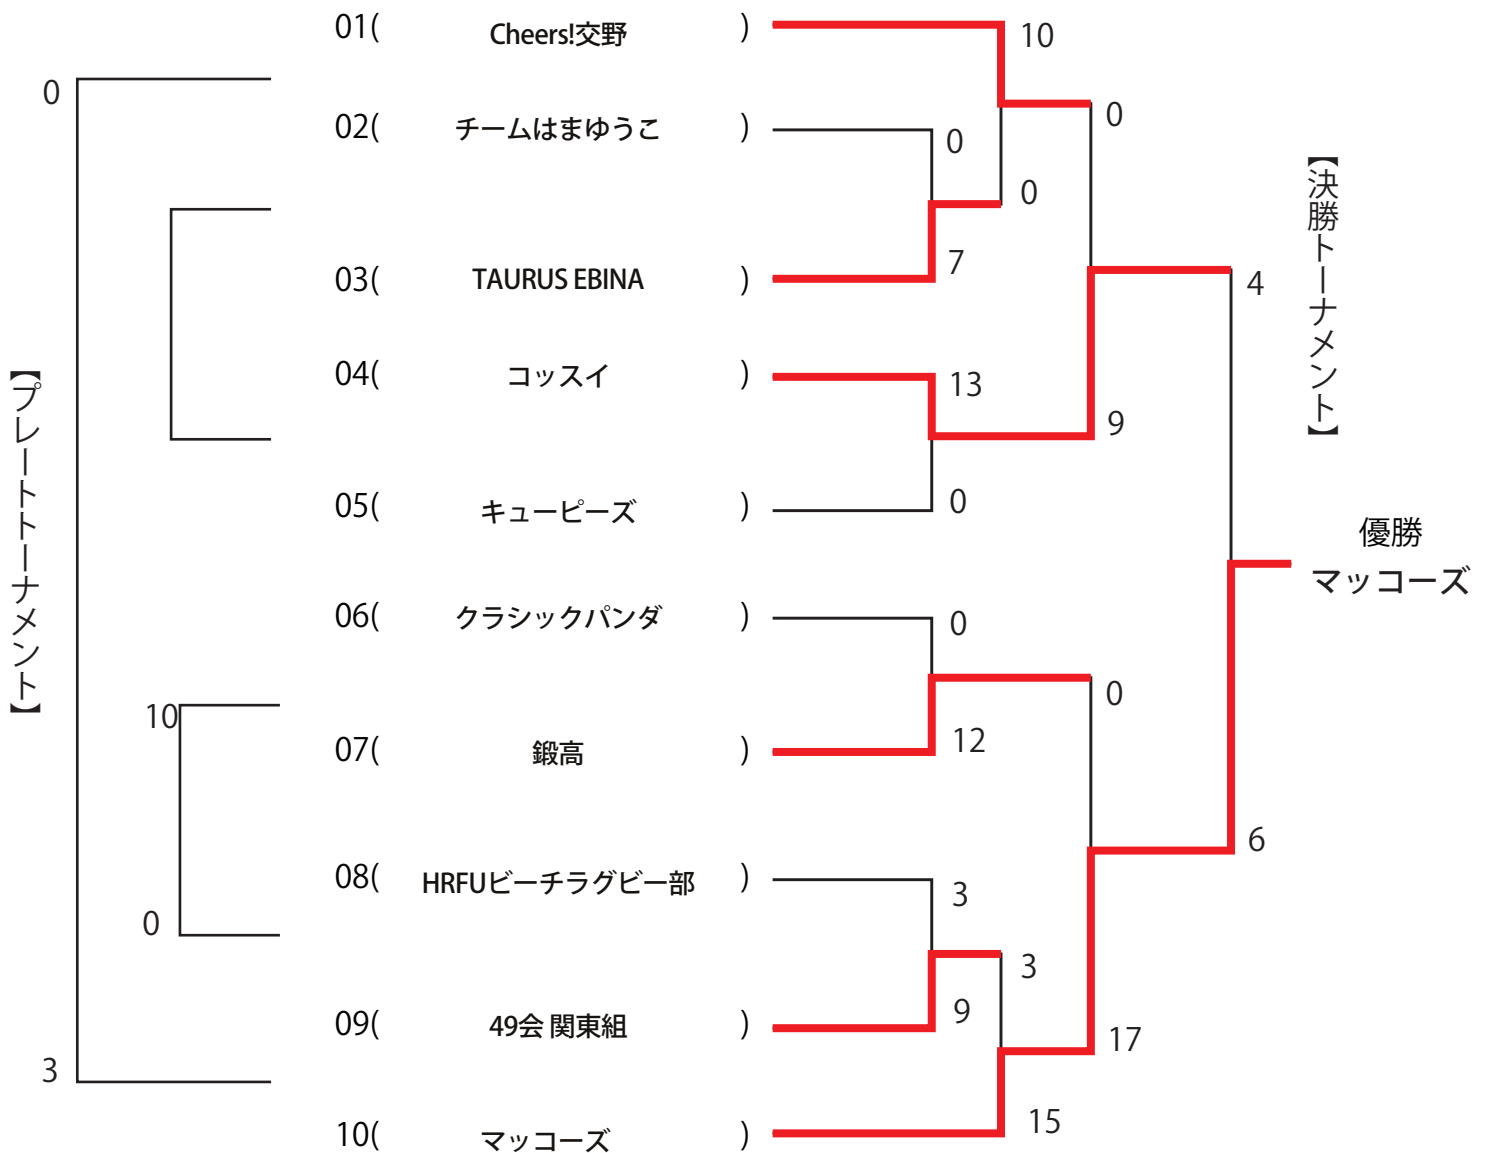 01( Cheers!交野 )
02( チームはまゆうこ )
03( TAURUS EBINA )
04( コッスイ )
05( キューピーズ )
06( クラシックパンダ )
07( 鍛高 )
08( HRFUビーチラグビー部 )
09( 49会 関東組 )
10( マッコーズ )
【プレートトーナメント】
0
3
10
0
10
0
0
7
13
0
0
12
3
9
3
15
0
9
0
17
4
6
【決勝トーナメント】
優勝
マッコーズ